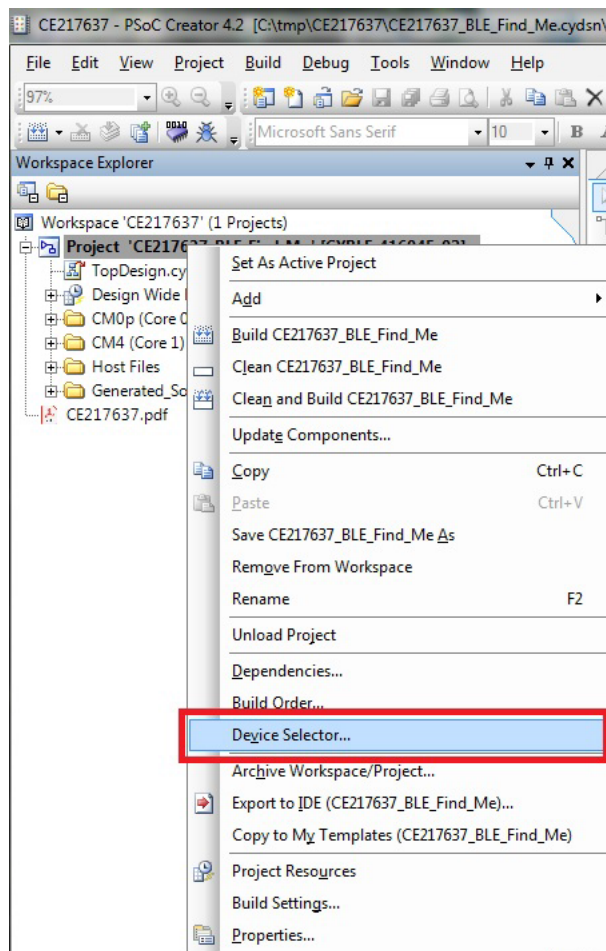 CE217637 - PSoC Creator 4.2 [C:\tmp\CE217637\CE217637_BLE_Find_Me.cydsn\
File Edit View Project Build Debug Tools Window Help
97%
Microsoft Sans Serif 10 B
Workspace Explorer
Workspace 'CE217637' (1 Projects)
Project
TopDesign.cy
Design Wide
CM0p (Core 0
CM4 (Core 1)
Host Files
Generated_So
CE217637.pdf
Set As Active Project
Add
Build CE217637_BLE_Find_Me
Clean CE217637_BLE_Find_Me
Clean and Build CE217637_BLE_Find_Me
Update Components...
Copy Ctrl+C
Paste Ctrl+V
Save CE217637_BLE_Find_Me As
Remove From Workspace
Rename F2
Unload Project
Dependencies...
Build Order...
Device Selector...
Archive Workspace/Project...
Export to IDE (CE217637_BLE_Find_Me)...
Copy to My Templates (CE217637_BLE_Find_Me)
Project Resources
Build Settings...
Properties...